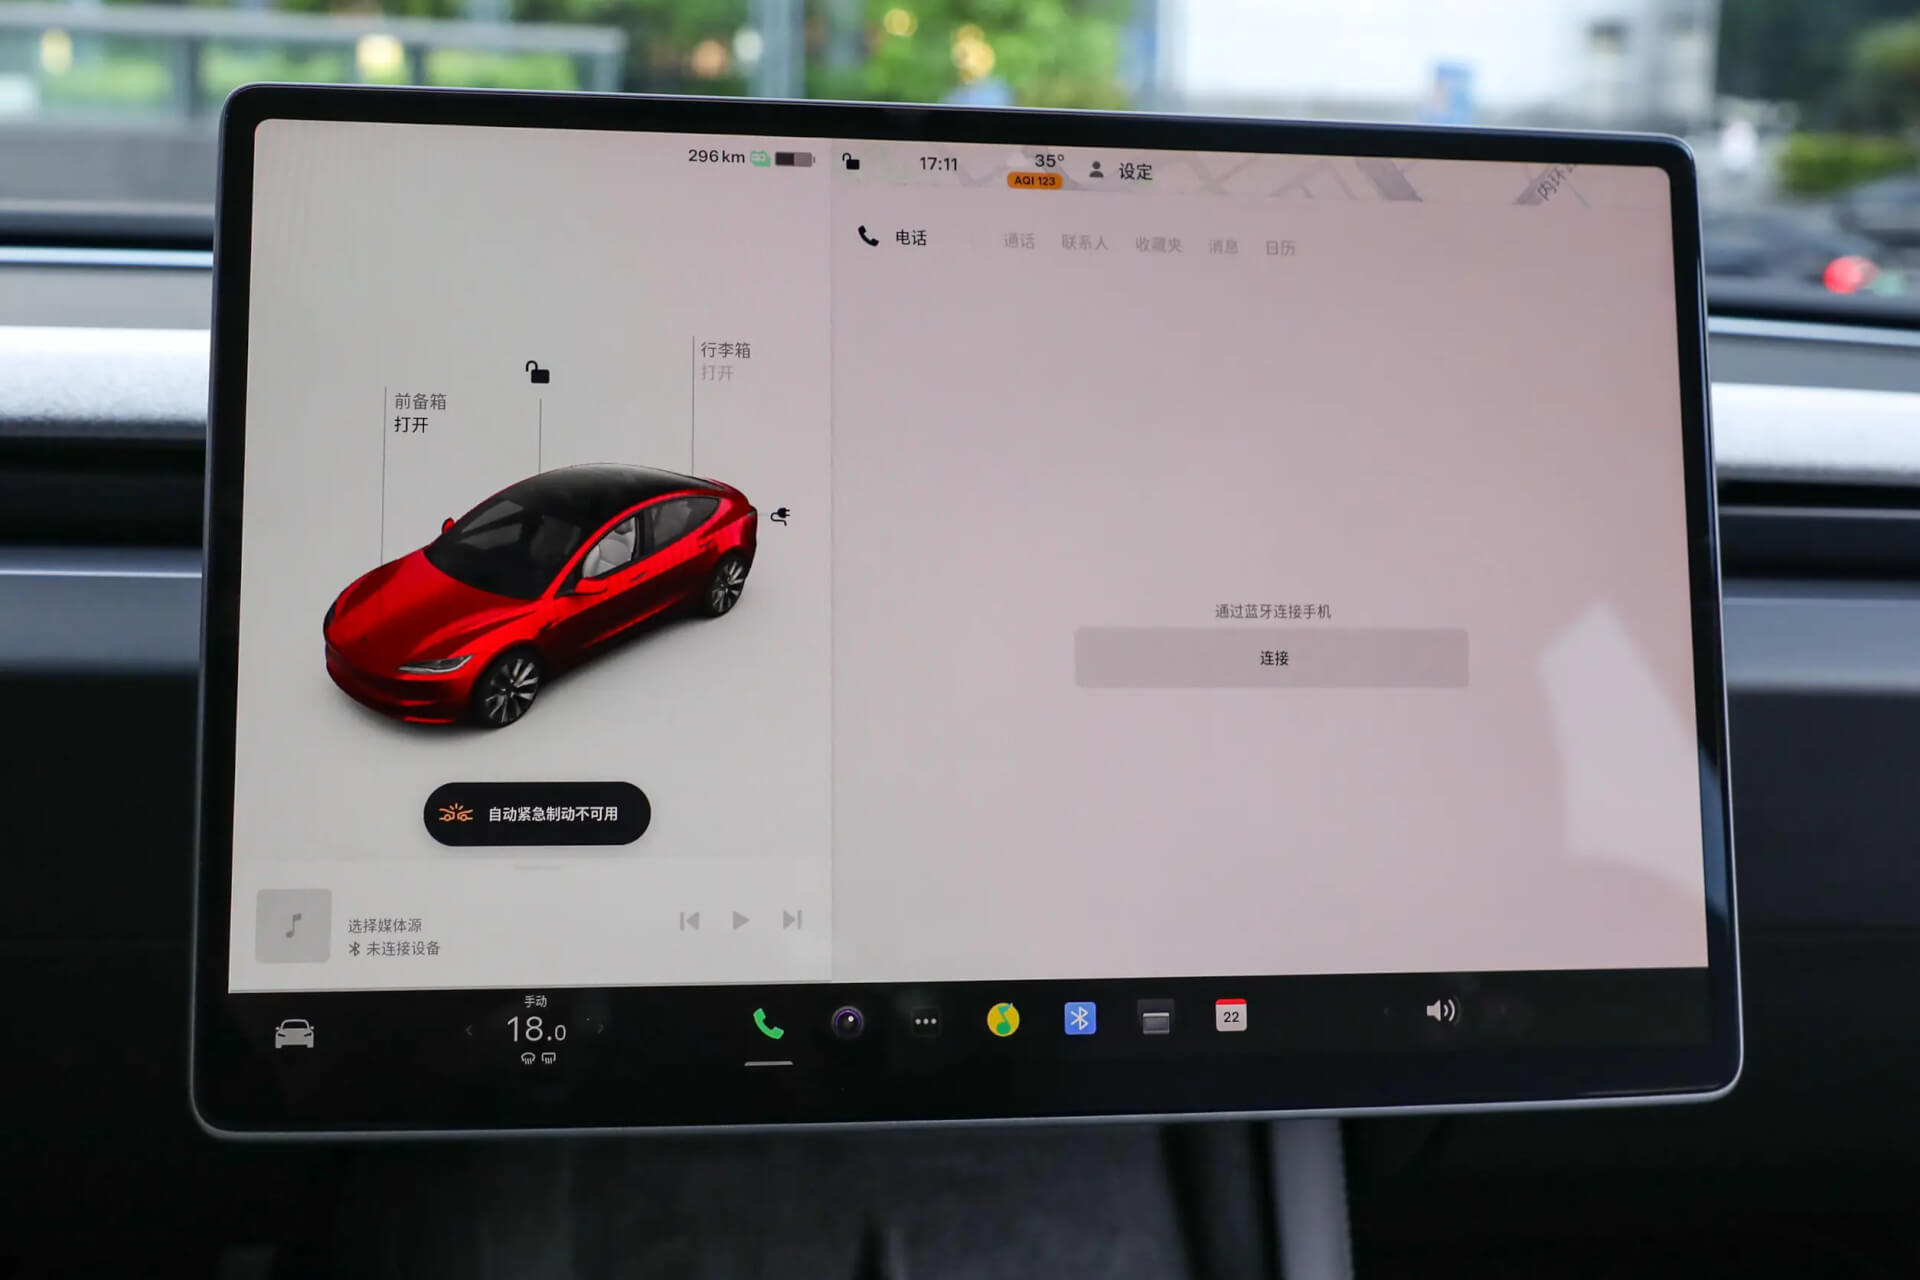 296 km
17:11
35°
AQI 123
设定
内环
电话
通话 联系人 收藏夹 消息 日历
行李箱
打开
前备箱
打开
通过蓝牙连接手机
连接
自动紧急制动不可用
选择媒体源
未连接设备
手动
18.0
22